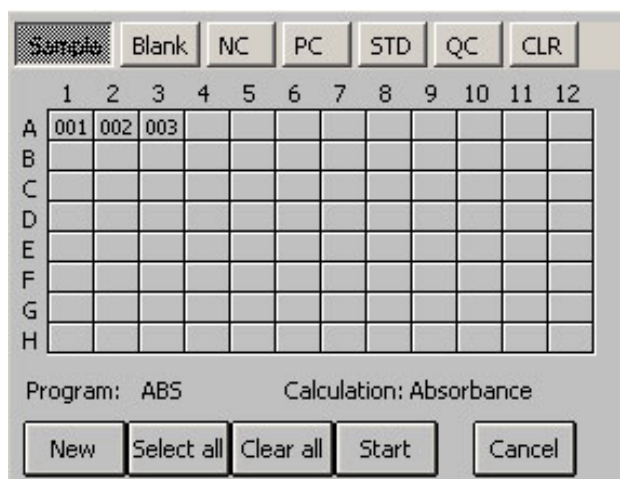 Sample Blank NC PC STD QC CLR
1 2 3 4 5 6 7 8 9 10 11 12
A 001 002 003
B
C
D
E
F
G
H
Program: ABS Calculation: Absorbance
New Select all Clear all Start Cancel